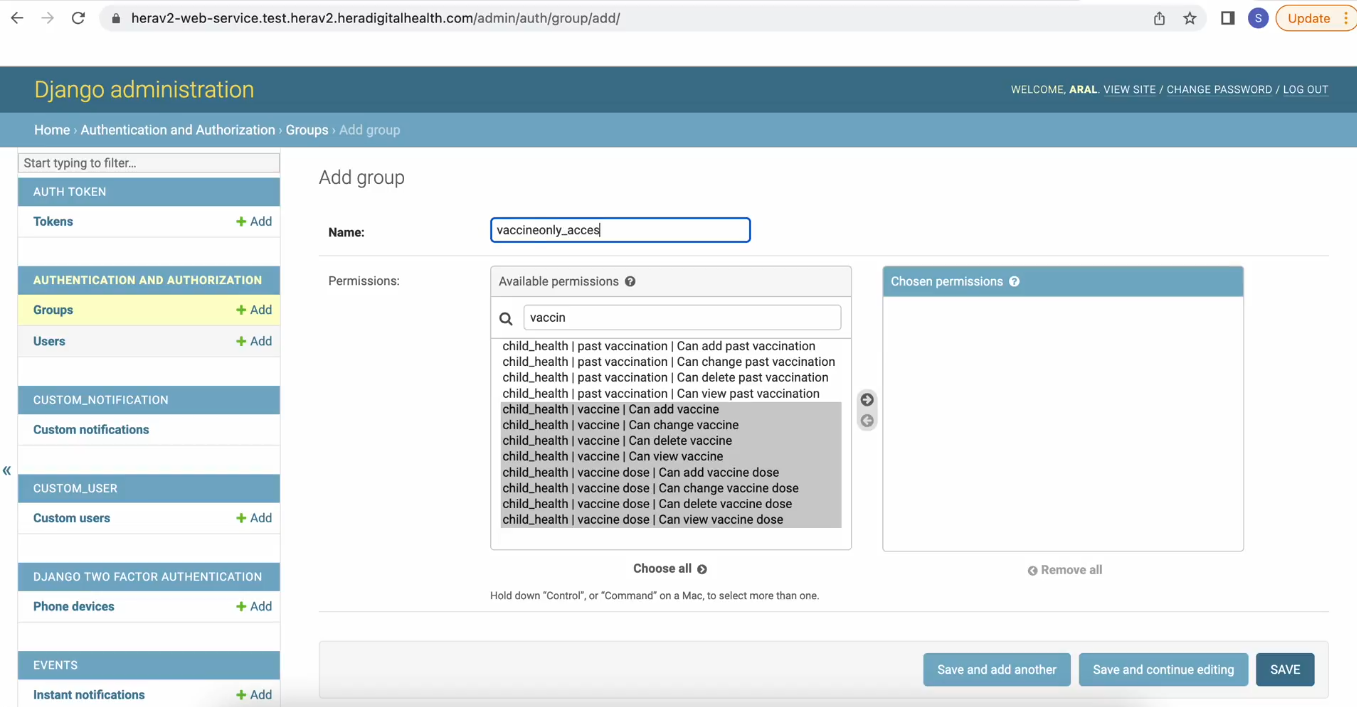 herav2-web-service.test.herav2.heradigitalhealth.com/admin/auth/group/add/
S
Update
Django administration
WELCOME, ARAL. VIEW SITE / CHANGE PASSWORD / LOG OUT
Home › Authentication and Authorization › Groups › Add group
Start typing to filter...
AUTH TOKEN
Tokens
+ Add
AUTHENTICATION AND AUTHORIZATION
Groups
+ Add
Users
+ Add
CUSTOM_NOTIFICATION
Custom notifications
«
CUSTOM_USER
Custom users
+ Add
DJANGO TWO FACTOR AUTHENTICATION
Phone devices
+ Add
EVENTS
Instant notifications
+ Add
Add group
Name:
vaccineonly_acces
Permissions:
Available permissions ?
vaccin
child_health | past vaccination | Can add past vaccination
child_health | past vaccination | Can change past vaccination
child_health | past vaccination | Can delete past vaccination
child_health | past vaccination | Can view past vaccination
child_health | vaccine | Can add vaccine
child_health | vaccine | Can change vaccine
child_health | vaccine | Can delete vaccine
child_health | vaccine | Can view vaccine
child_health | vaccine dose | Can add vaccine dose
child_health | vaccine dose | Can change vaccine dose
child_health | vaccine dose | Can delete vaccine dose
child_health | vaccine dose | Can view vaccine dose
Choose all
Chosen permissions ?
Remove all
Hold down “Control”, or “Command” on a Mac, to select more than one.
Save and add another
Save and continue editing
SAVE